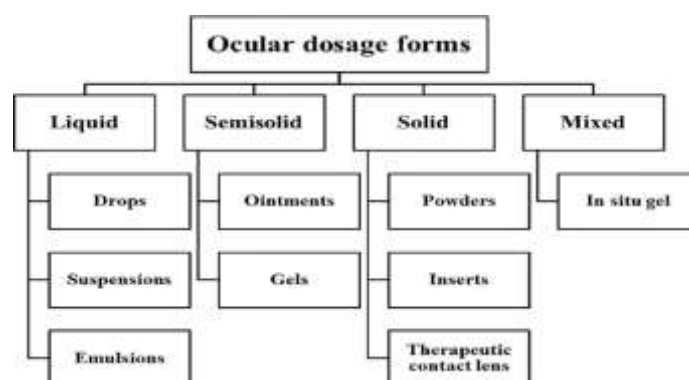 Ocular dosage forms
Liquid
Semisolid
Solid
Mixed
Drops
Ointments
Powders
In situ gel
Suspensions
Gels
Inserts
Emulsions
Therapeutic
contact lens